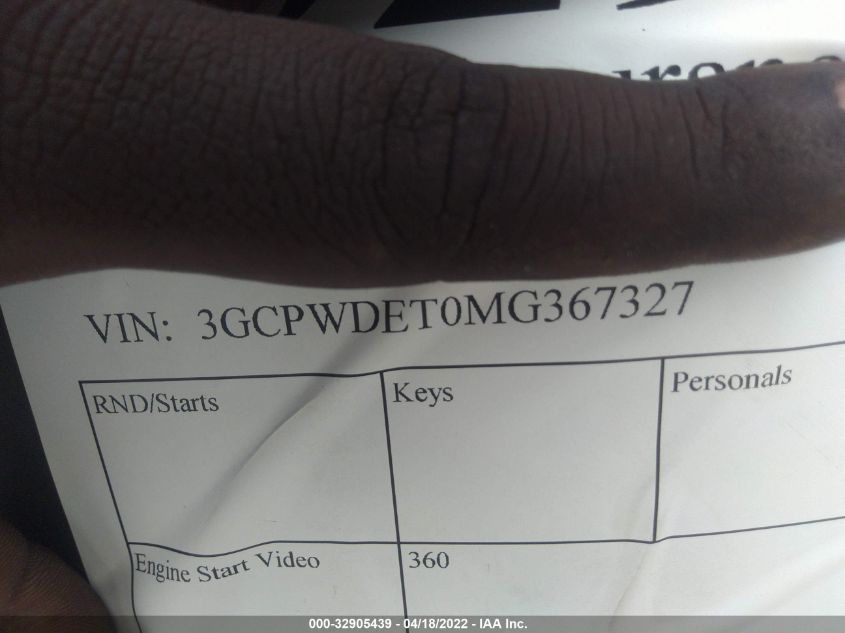 VIN: 3GCPWDET0MG367327
RND/Starts
Keys
Personals
Engine Start Video
360
000-32905439 - 04/18/2022 - IAA Inc.